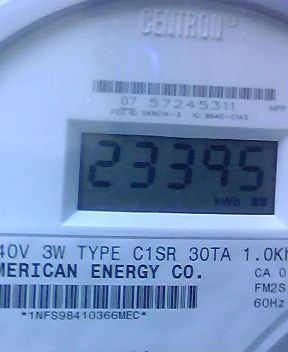 CENTRON
07 57245311
23395
kWh
40V 3W TYPE C1SR 30TA 1.0Kh
MERICAN ENERGY CO. CA 0
FM2S
60Hz
*1NFS98410366MEC*